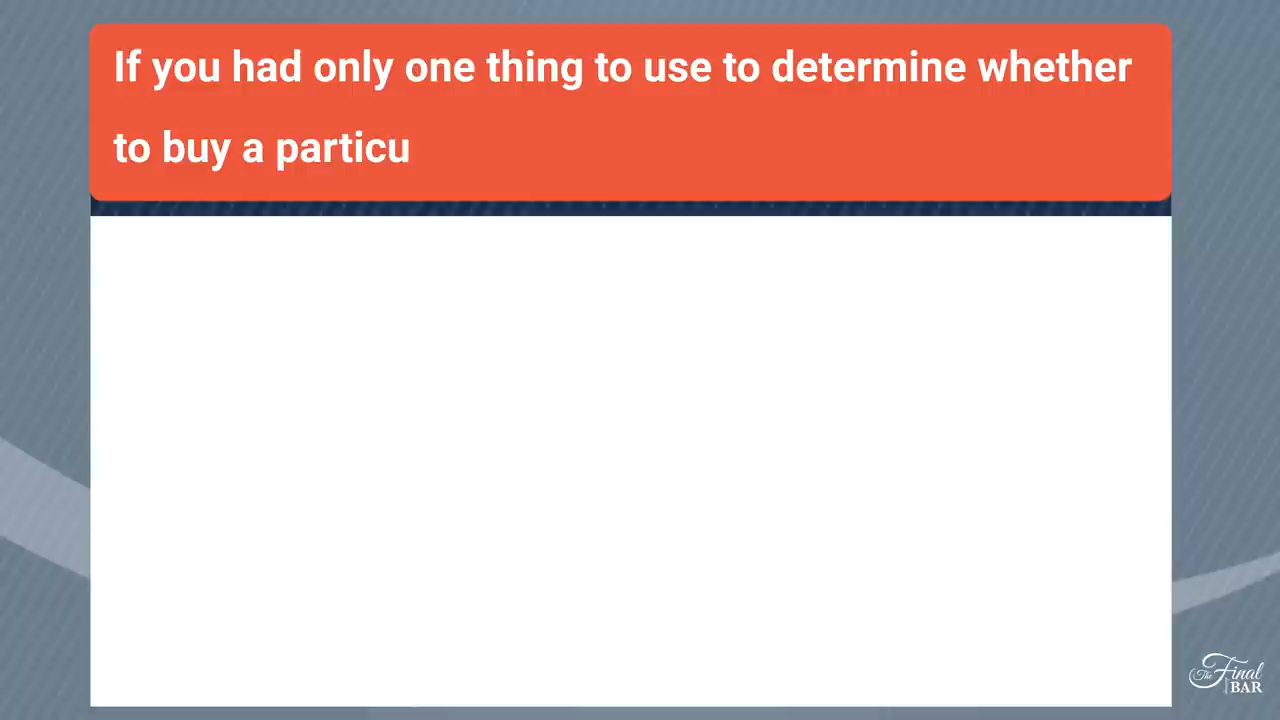 If you had only one thing to use to determine whether
to buy a particu
The Final
BAR